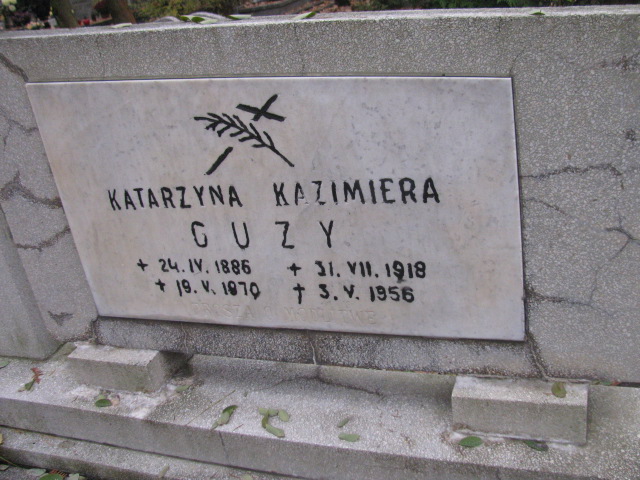 KATARZYNA KAZIMIERA
GUZY
+ 24.IV.1886 + 31.VII.1918
+ 19.V.1970 + 3.V.1956